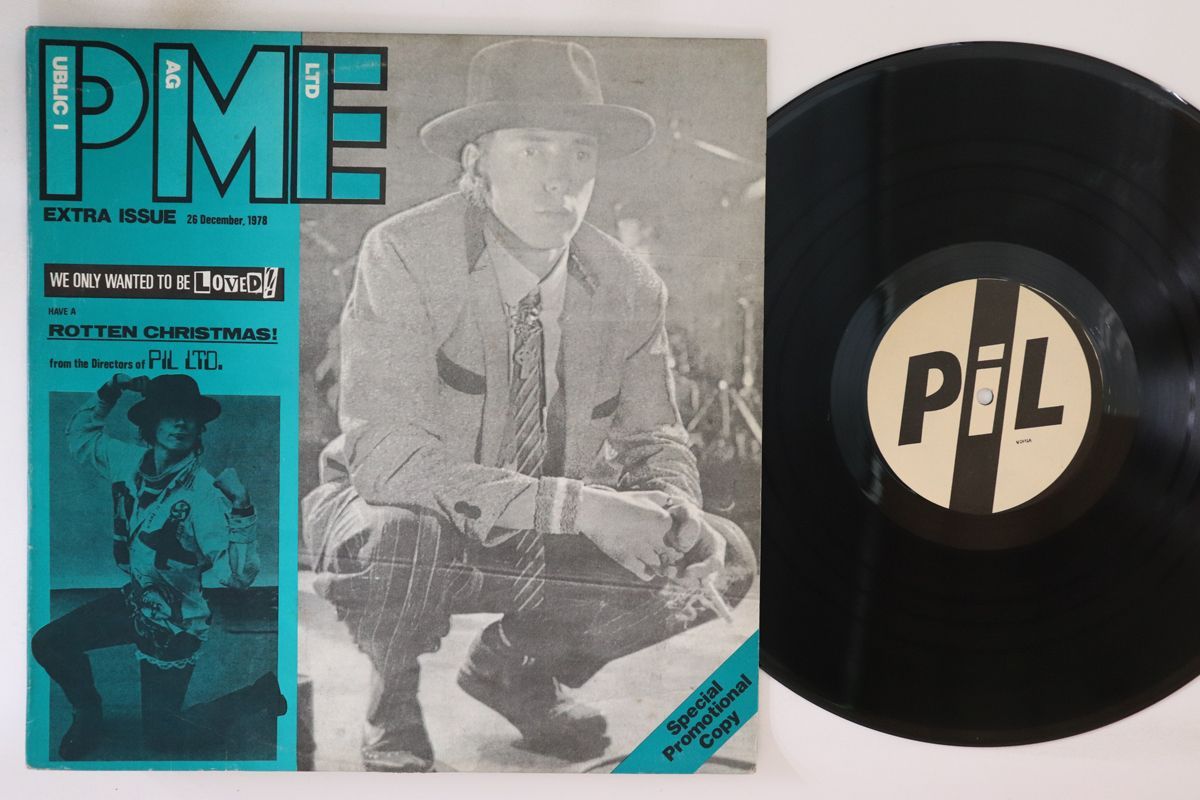 PME
UBLIC I
AG
LTD
EXTRA ISSUE 26 December, 1978
WE ONLY WANTED TO BE LOVED!
HAVE A
ROTTEN CHRISTMAS!
from the Directors of PIL LTD.
Special
Promotional
Copy
PiL